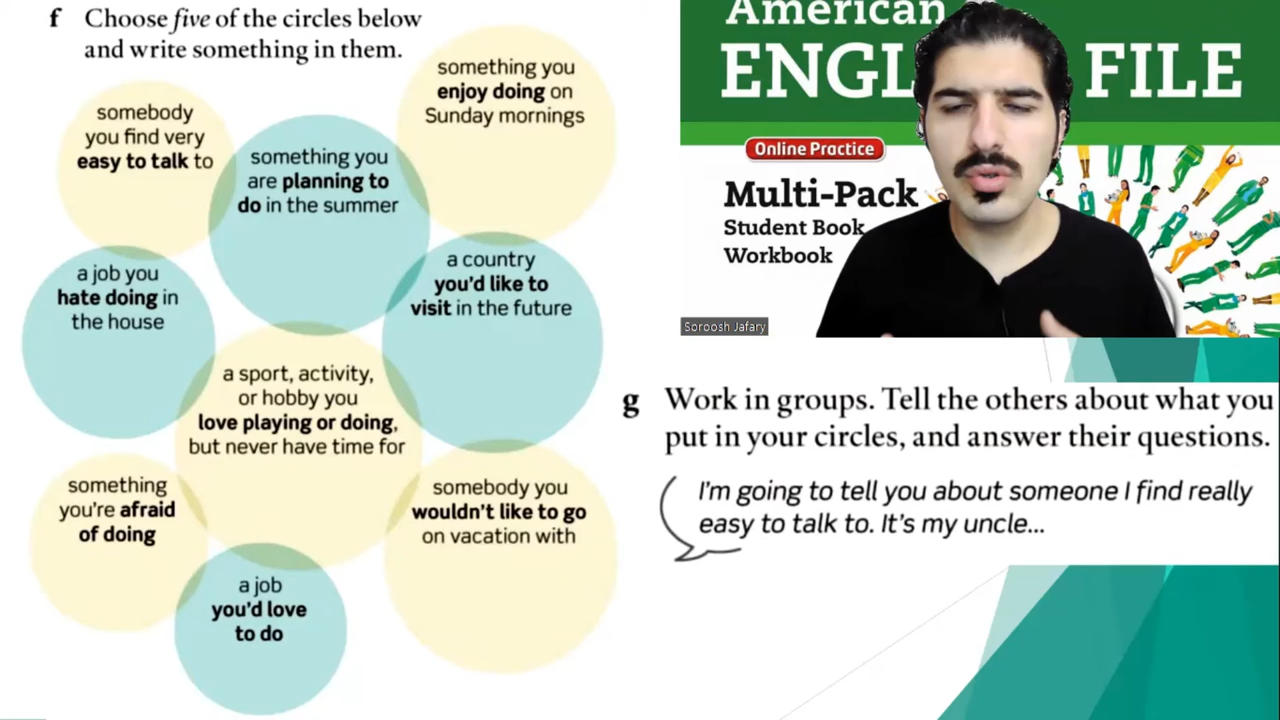 f Choose five of the circles below
and write something in them.
somebody
you find very
easy to talk to
something you
are planning to
do in the summer
something you
enjoy doing on
Sunday mornings
a job you
hate doing in
the house
a country
you'd like to
visit in the future
a sport, activity,
or hobby you
love playing or doing,
but never have time for
something
you're afraid
of doing
somebody you
wouldn't like to go
on vacation with
a job
you'd love
to do
American
ENGL FILE
Online Practice
Multi-Pack
Student Book
Workbook
Soroosh Jafary
g Work in groups. Tell the others about what you
put in your circles, and answer their questions.
I'm going to tell you about someone I find really
easy to talk to. It's my uncle...